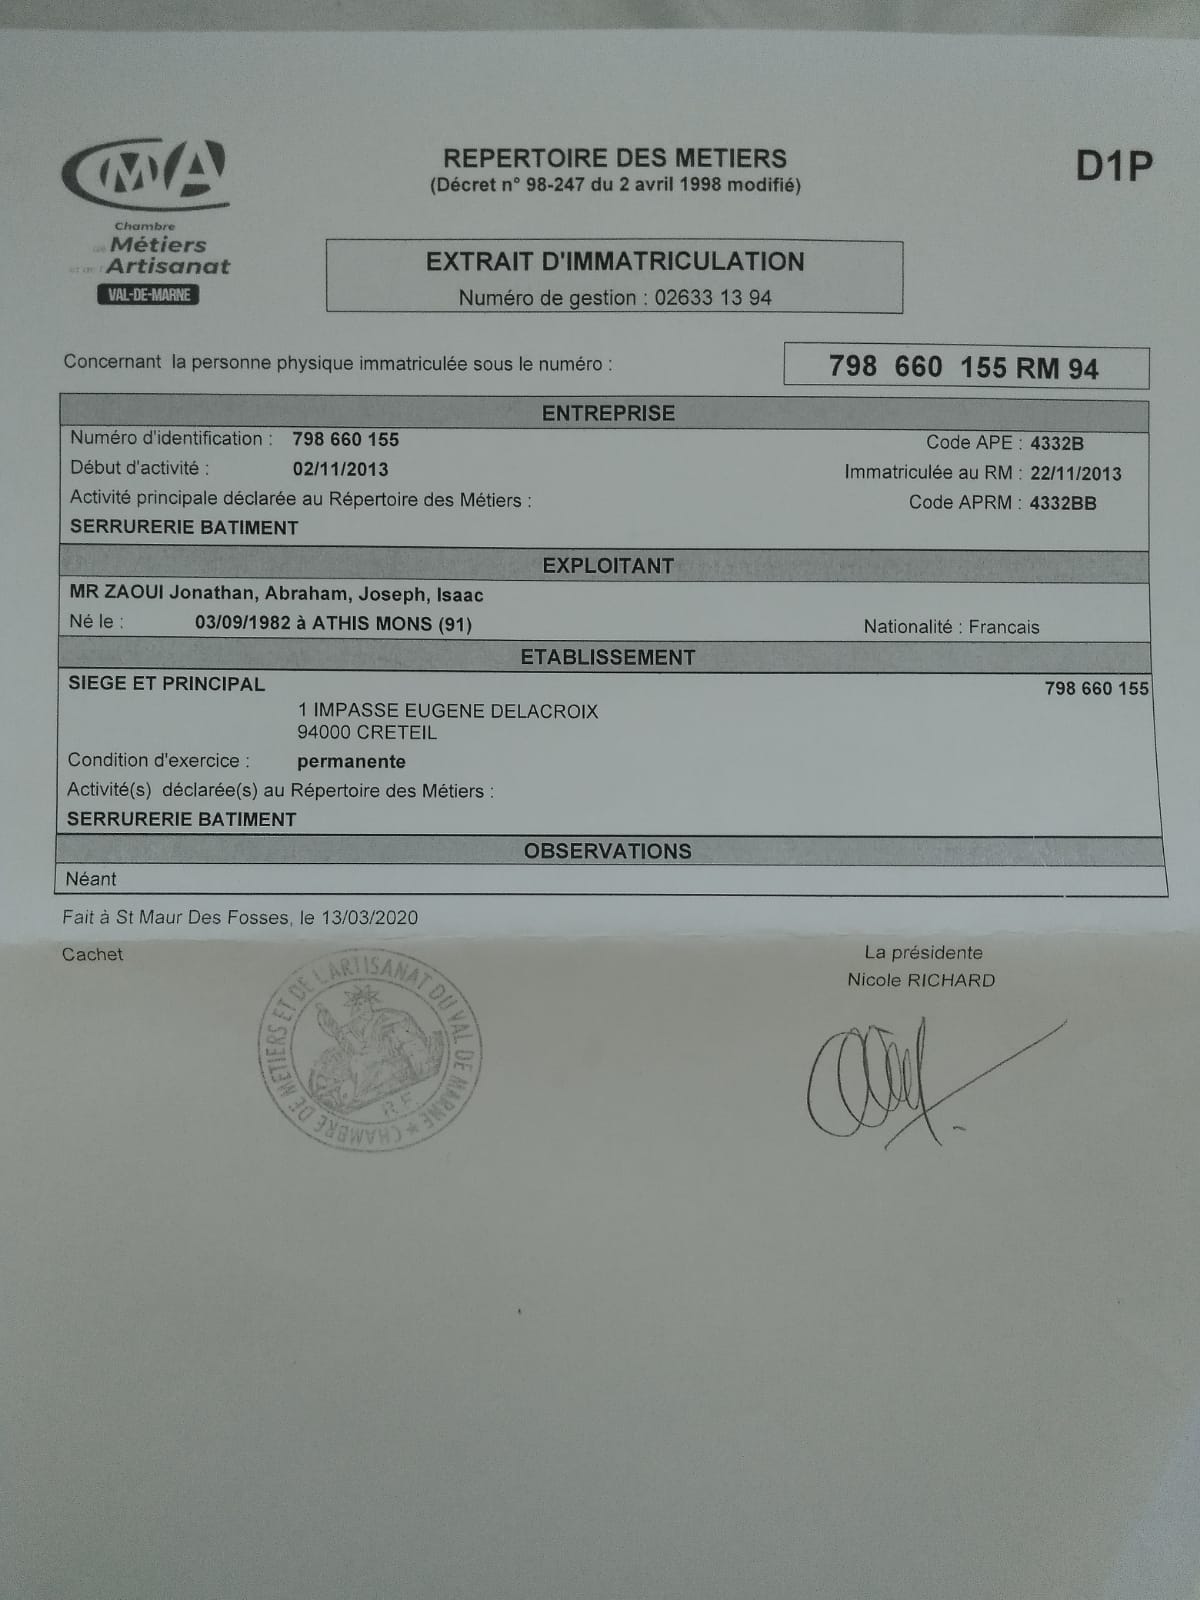 CMA
REPERTOIRE DES METIERS
D1P
(Décret n° 98-247 du 2 avril 1998 modifié)
Chambre
de Métiers
et de l'Artisanat
VAL-DE-MARNE
EXTRAIT D'IMMATRICULATION
Numéro de gestion : 02633 13 94
Concernant la personne physique immatriculée sous le numéro :
798 660 155 RM 94
ENTREPRISE
Numéro d'identification : 798 660 155
Code APE : 4332B
Début d'activité : 02/11/2013
Immatriculée au RM : 22/11/2013
Activité principale déclarée au Répertoire des Métiers :
Code APRM : 4332BB
SERRURERIE BATIMENT
EXPLOITANT
MR ZAOUI Jonathan, Abraham, Joseph, Isaac
Né le : 03/09/1982 à ATHIS MONS (91)
Nationalité : Francais
ETABLISSEMENT
SIEGE ET PRINCIPAL
798 660 155
1 IMPASSE EUGENE DELACROIX
94000 CRETEIL
Condition d'exercice : permanente
Activité(s) déclarée(s) au Répertoire des Métiers :
SERRURERIE BATIMENT
OBSERVATIONS
Néant
Fait à St Maur Des Fosses, le 13/03/2020
Cachet
La présidente
Nicole RICHARD
CHAMBRE DE METIERS ET DE L'ARTISANAT DU VAL DE MARNE *
R.F.